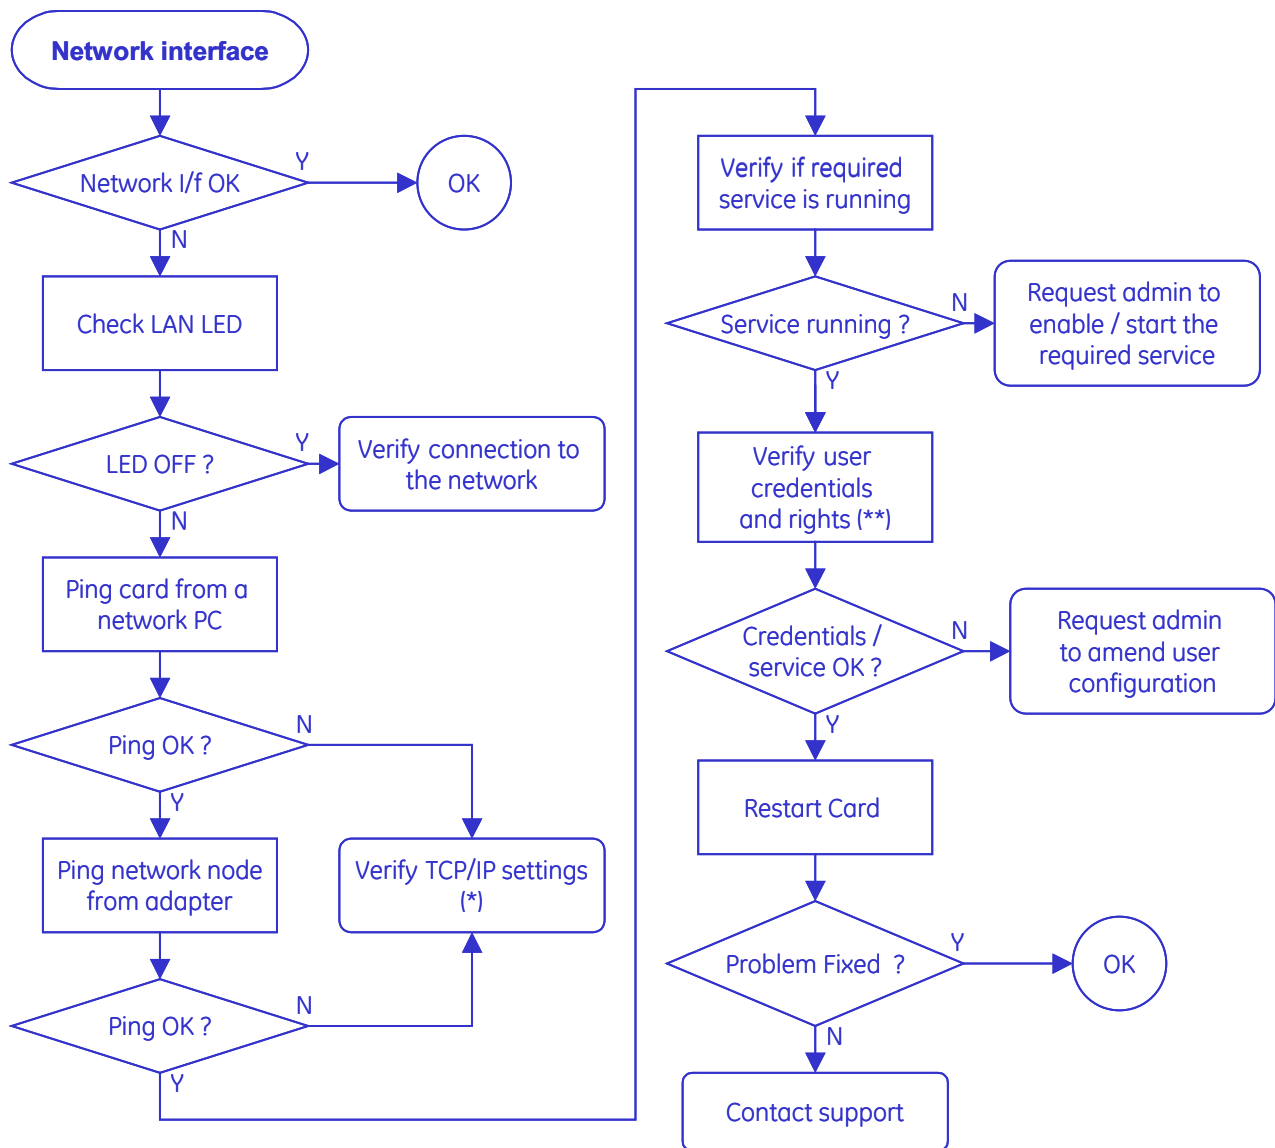 Network interface
Network I/f OK
Y
OK
N
Check LAN LED
LED OFF ?
Y
Verify connection to
the network
N
Ping card from a
network PC
Ping OK ?
N
Y
Ping network node
from adapter
Verify TCP/IP settings
(*)
Ping OK ?
N
Y
Verify if required
service is running
Service running ?
N
Request admin to
enable / start the
required service
Y
Verify user
credentials
and rights (**)
Credentials /
service OK ?
N
Request admin
to amend user
configuration
Y
Restart Card
Problem Fixed ?
Y
OK
N
Contact support